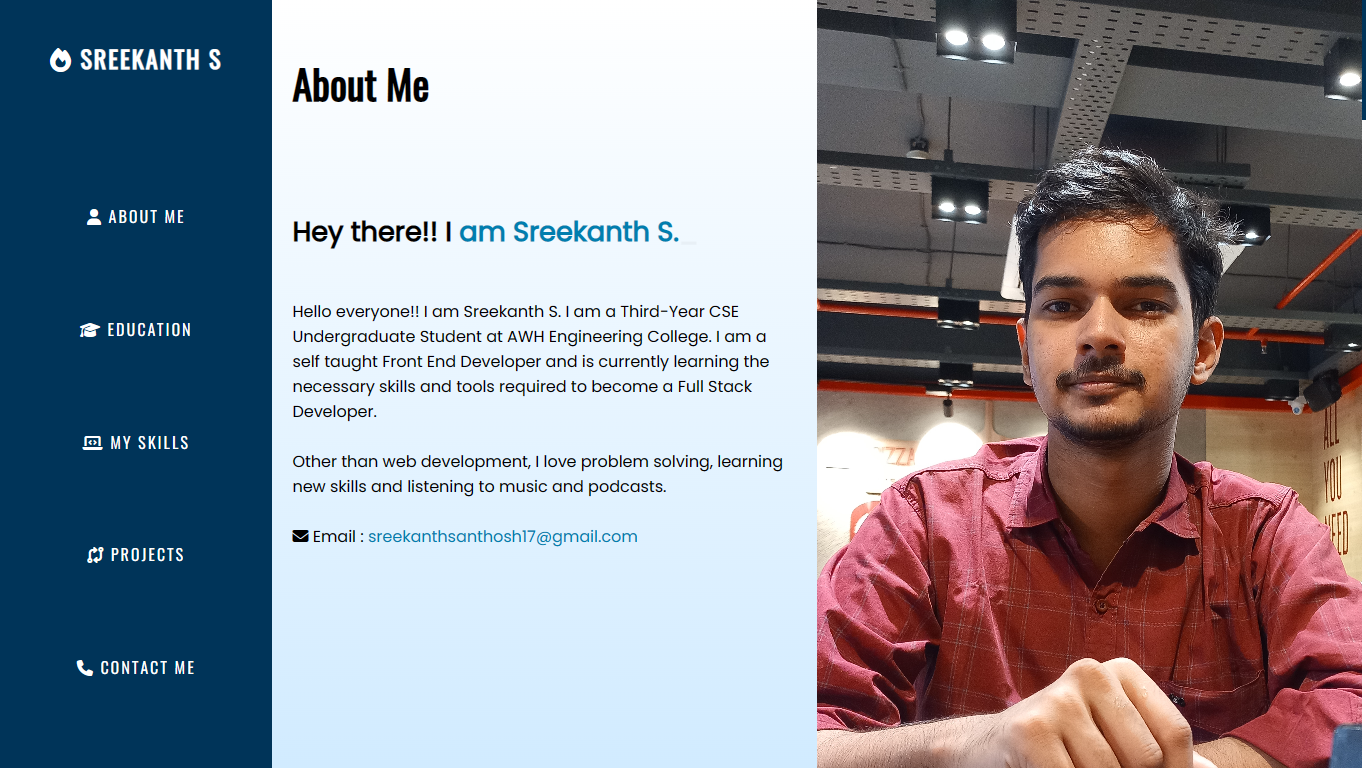 SREEKANTH S
ABOUT ME
EDUCATION
MY SKILLS
PROJECTS
CONTACT ME
About Me
Hey there!! I am Sreekanth S.
Hello everyone!! I am Sreekanth S. I am a Third-Year CSE
Undergraduate Student at AWH Engineering College. I am a
self taught Front End Developer and is currently learning the
necessary skills and tools required to become a Full Stack
Developer.
Other than web development, I love problem solving, learning
new skills and listening to music and podcasts.
Email : sreekanthsanthosh17@gmail.com
ALL
YOU
NEED